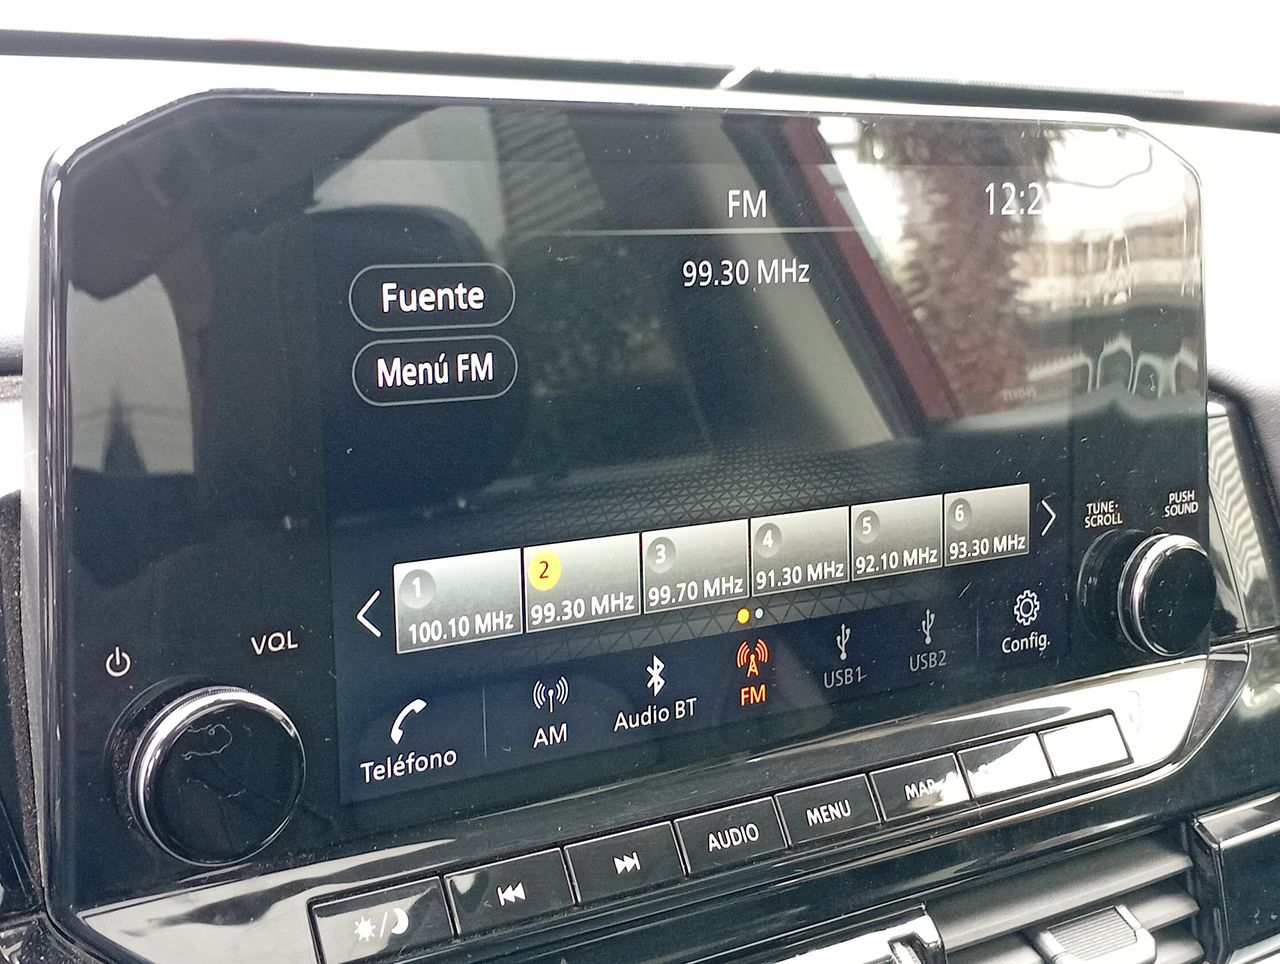 FM
99.30 MHz
Fuente
Menú FM
1
100.10 MHz
2
99.30 MHz
3
99.70 MHz
4
91.30 MHz
5
92.10 MHz
6
93.30 MHz
TUNE·
SCROLL
PUSH
SOUND
VOL
Teléfono
AM
Audio BT
FM
USB1
USB2
Config.
AUDIO
MENU
MAP